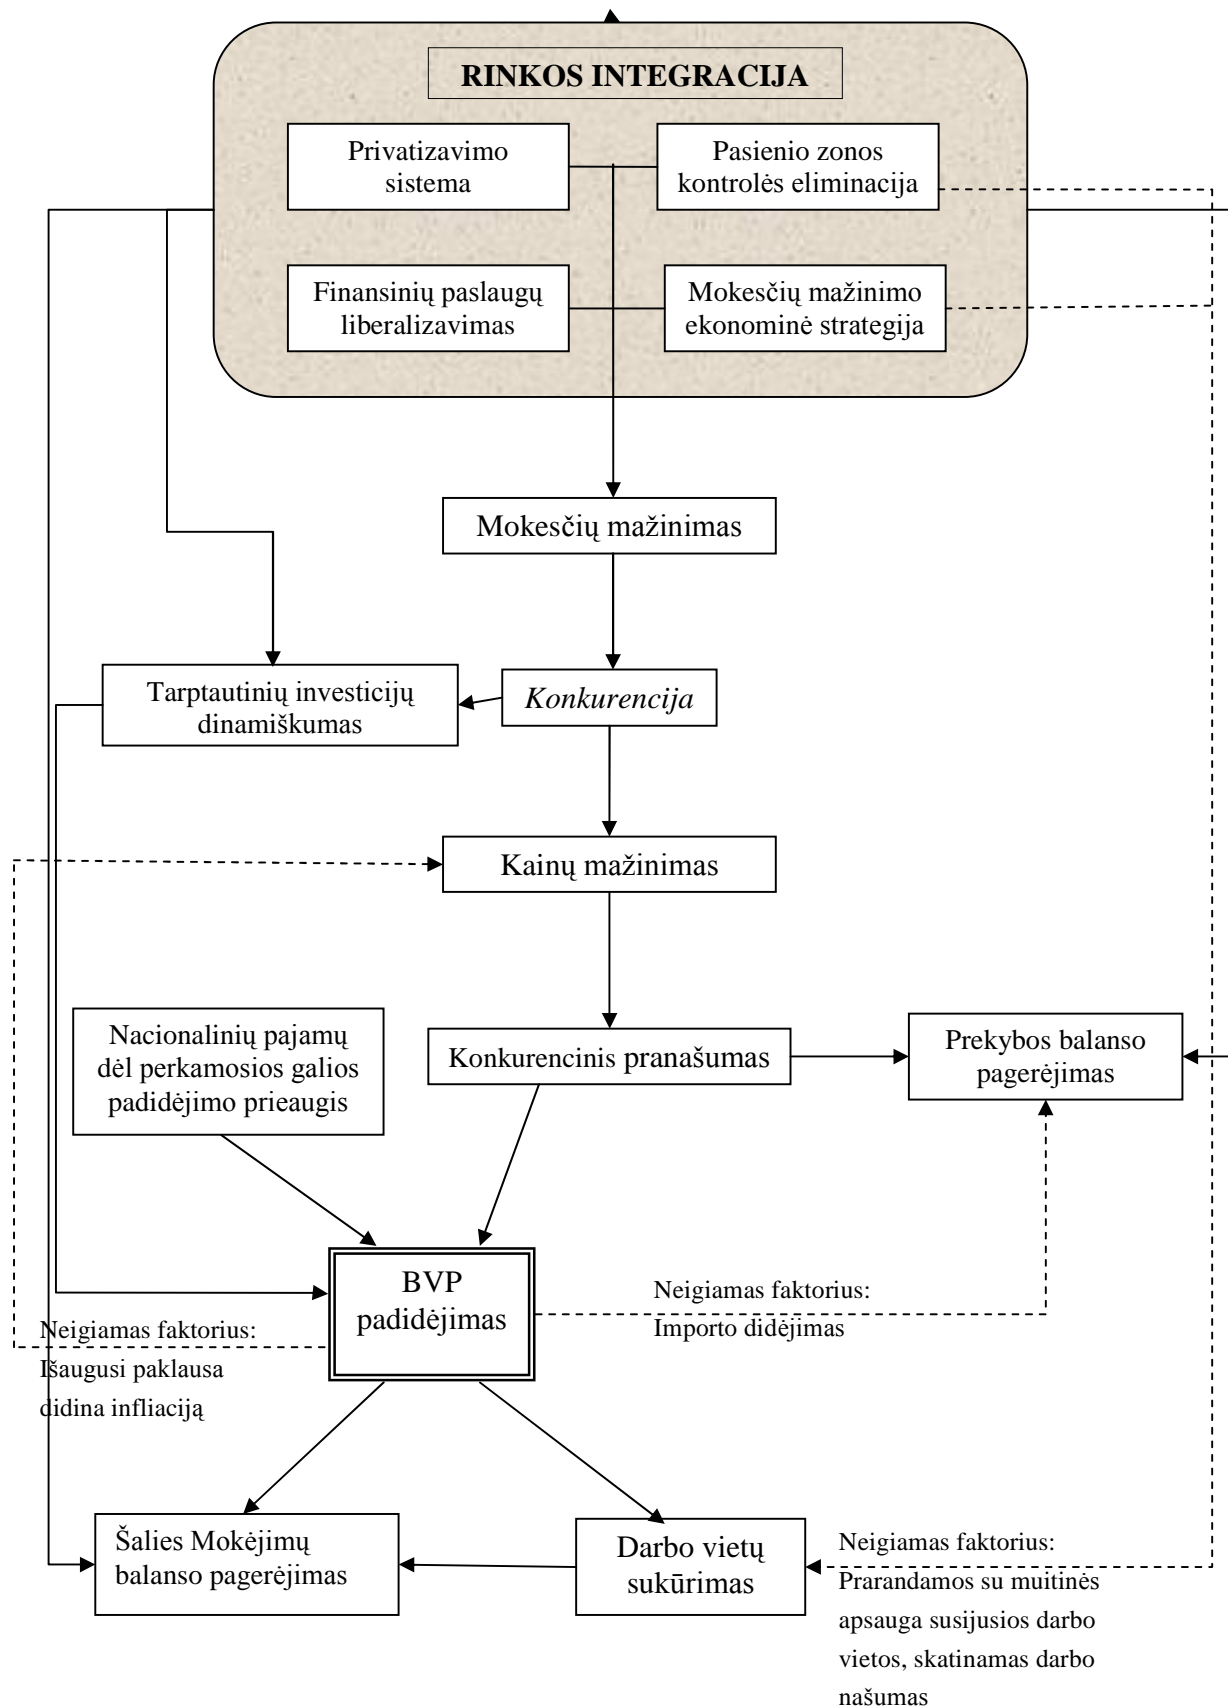 RINKOS INTEGRACIJA
Privatizavimo
sistema
Pasienio zonos
kontrolės eliminacija
Finansinių paslaugų
liberalizavimas
Mokesčių mažinimo
ekonominė strategija
Mokesčių mažinimas
Tarptautinių investicijų
dinamiškumas
Konkurencija
Kainų mažinimas
Nacionalinių pajamų
dėl perkamosios galios
padidėjimo prieaugis
Konkurencinis pranašumas
Prekybos balanso
pagerėjimas
BVP
padidėjimas
Neigiamas faktorius:
Importo didėjimas
Neigiamas faktorius:
Išaugusi paklausa
didina infliaciją
Šalies Mokėjimų
balanso pagerėjimas
Darbo vietų
sukūrimas
Neigiamas faktorius:
Prarandamos su muitinės
apsauga susijusios darbo
vietos, skatinamas darbo
našumas